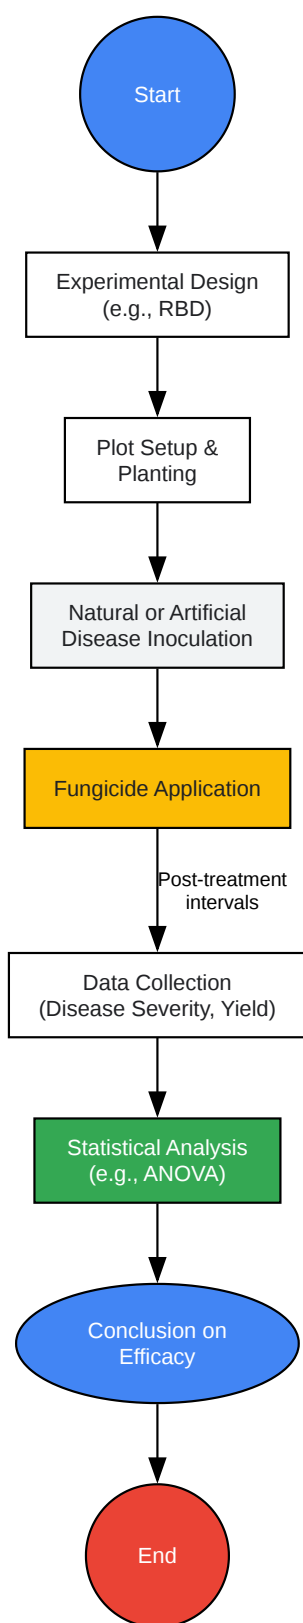 Start
Experimental Design
(e.g., RBD)
Plot Setup &
Planting
Natural or Artificial
Disease Inoculation
Fungicide Application
Post-treatment
intervals
Data Collection
(Disease Severity, Yield)
Statistical Analysis
(e.g., ANOVA)
Conclusion on
Efficacy
End